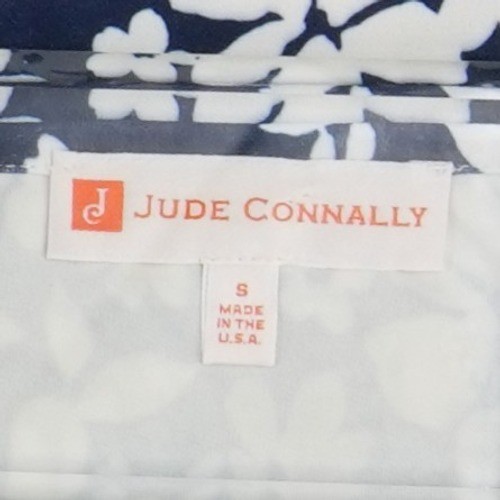 JC JUDE CONNALLY
S
MADE
IN THE
U.S.A.